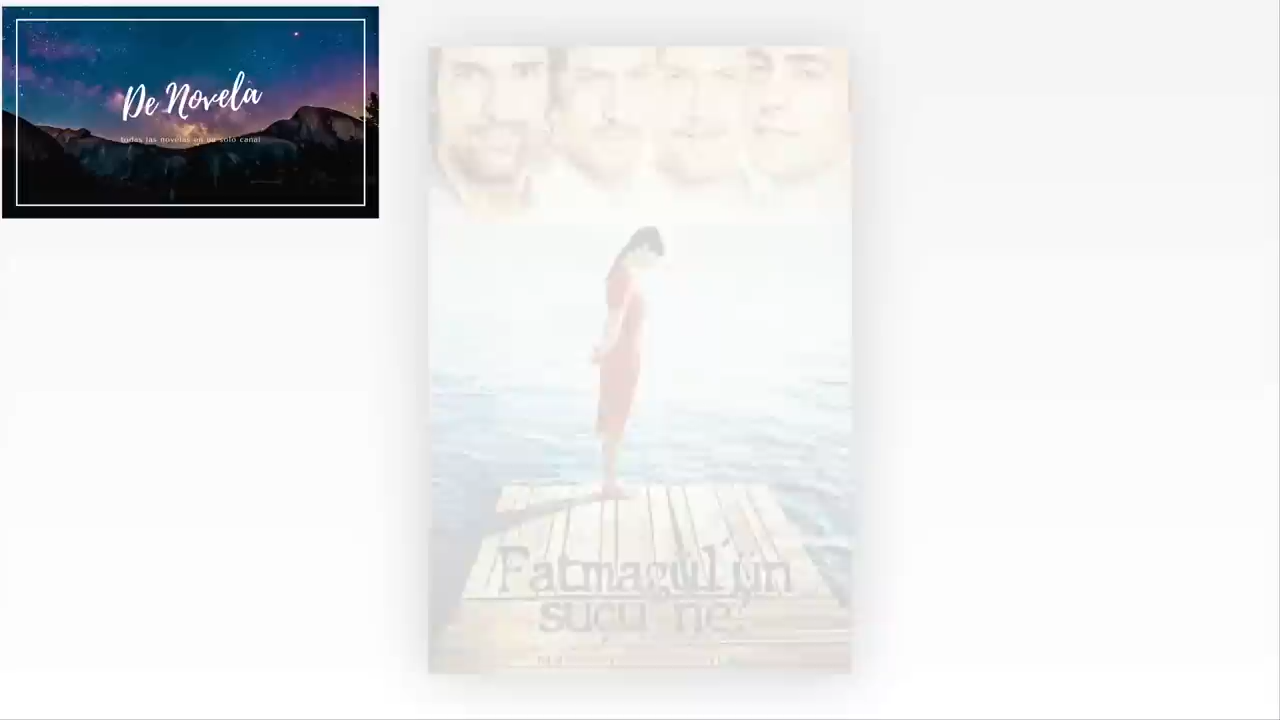 De Novela
todas las novelas en un solo canal
Fatmagül'ün
suçu ne?